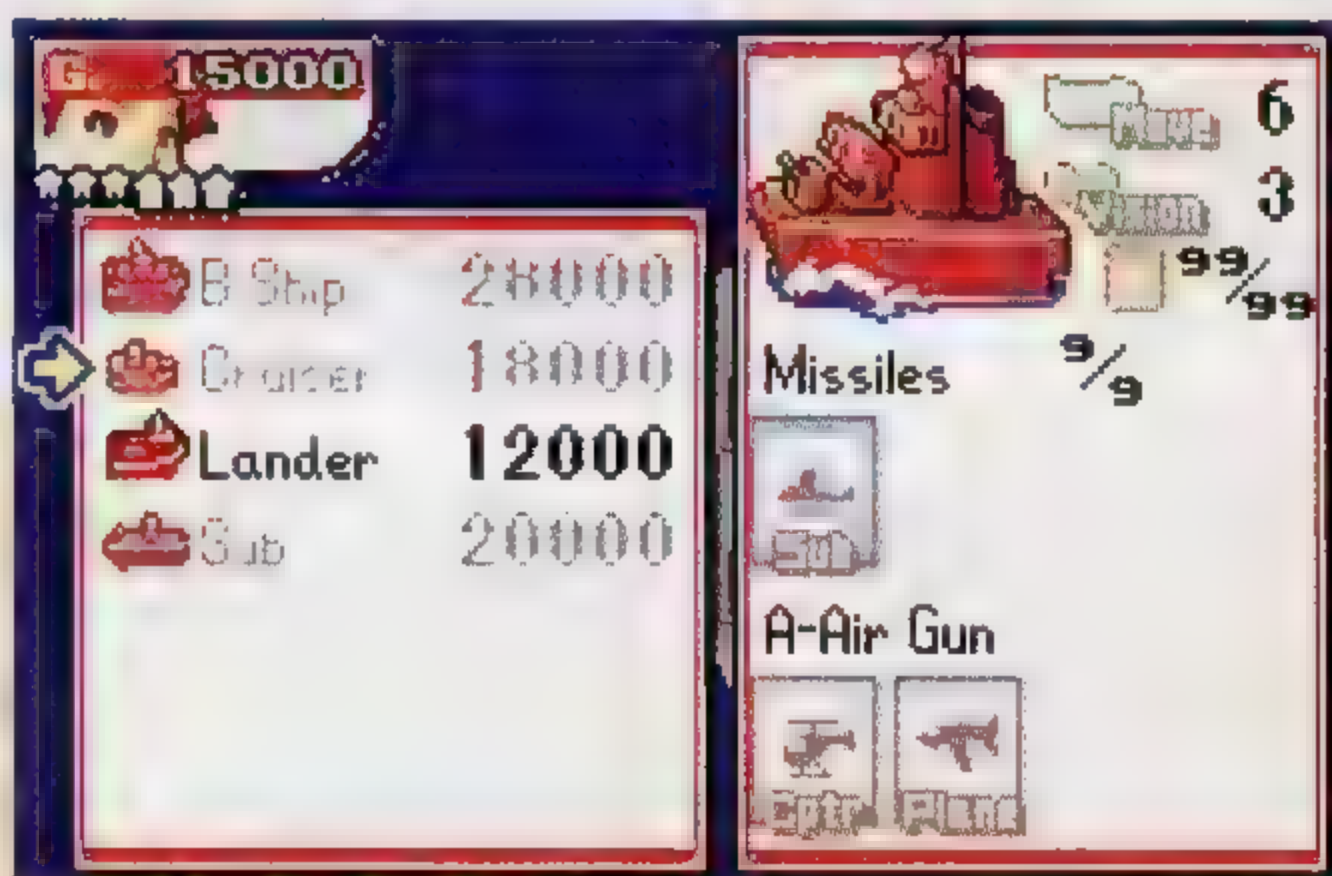 G. 15000
B Ship 28000
Cruiser 18000
Lander 12000
Sub 20000
Move 6
Vision 3
99/99
Missiles 9/9
Sub
A-Air Gun
Cptr Plane